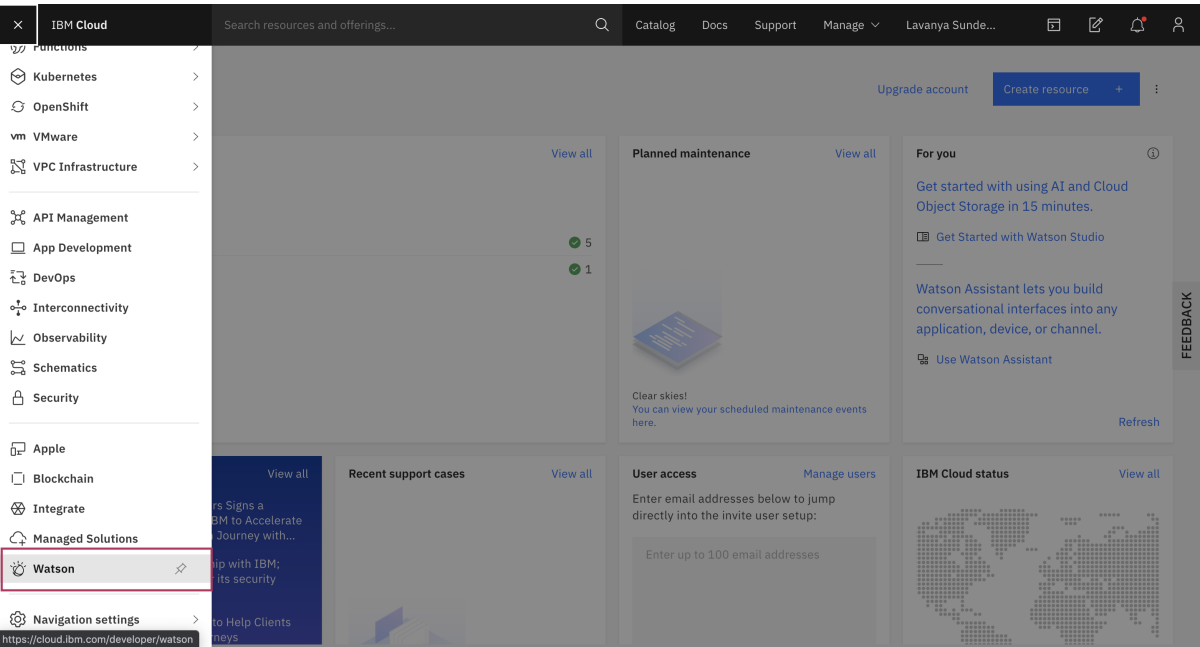 IBM Cloud
Search resources and offerings...
Catalog
Docs
Support
Manage
Lavanya Sunde...
Functions
Kubernetes
OpenShift
vm VMware
VPC Infrastructure
API Management
App Development
DevOps
Interconnectivity
Observability
Schematics
Security
Apple
Blockchain
Integrate
Managed Solutions
Watson
Navigation settings
https://cloud.ibm.com/developer/watson
Upgrade account
Create resource +
View all
5
1
Planned maintenance
View all
Clear skies!
You can view your scheduled maintenance events
here.
For you
Get started with using AI and Cloud
Object Storage in 15 minutes.
Get Started with Watson Studio
Watson Assistant lets you build
conversational interfaces into any
application, device, or channel.
Use Watson Assistant
Refresh
FEEDBACK
View all
rs Signs a
BM to Accelerate
Journey with...
hip with IBM;
its security
to Help Clients
rneys
Recent support cases
View all
User access
Manage users
Enter email addresses below to jump
directly into the invite user setup:
Enter up to 100 email addresses
IBM Cloud status
View all